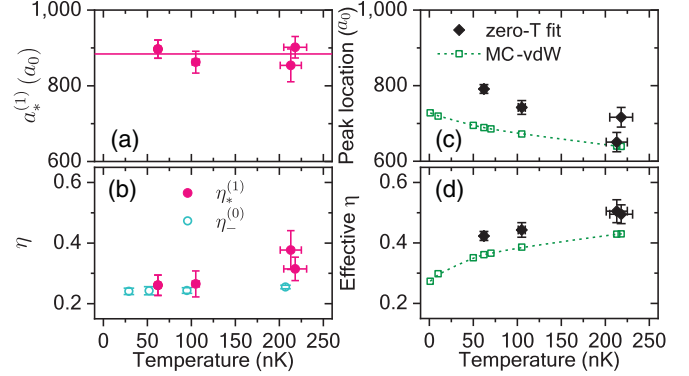 1,000
800
600
a*^(1) (a0)
(a)
1,000
800
600
Peak location (a0)
zero-T fit
MC-vdW
(c)
0.6
0.4
0.2
η
(b)
η*^(1)
η−^(0)
0 50 100 150 200 250
Temperature (nK)
0.6
0.4
0.2
Effective η
(d)
0 50 100 150 200 250
Temperature (nK)